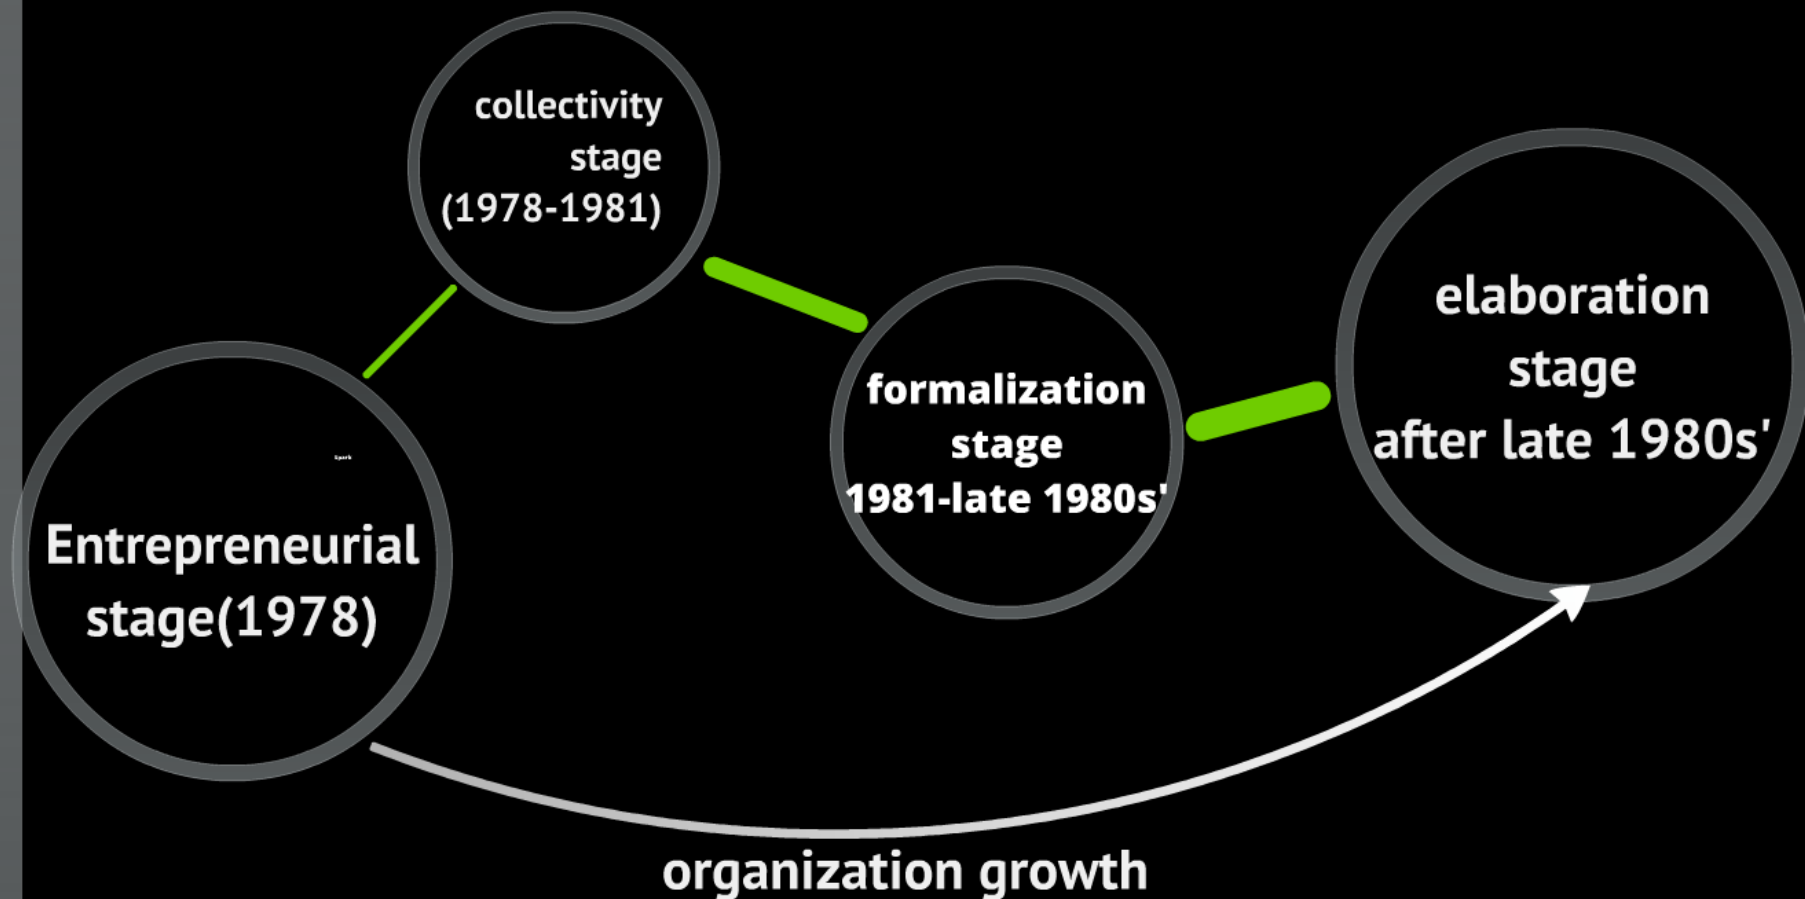 collectivity
stage
(1978-1981)
elaboration
stage
after late 1980s'
formalization
stage
1981-late 1980s'
Spark
Entrepreneurial
stage(1978)
organization growth